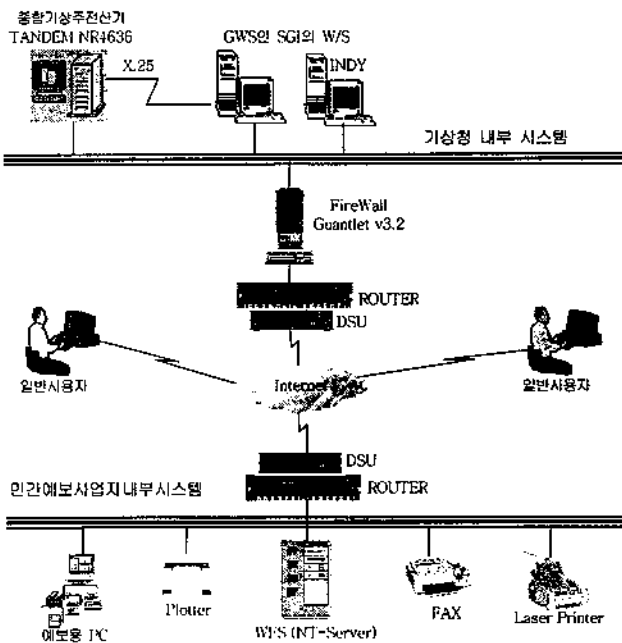 종합기상주전산기
TANDEM NR4636
GWS인 SGI의 W/S
X.25
INDY
기상청 내부 시스템
FireWall
Guantlet v3.2
ROUTER
DSU
일반사용자
Internet
일반사용자
DSU
민간예보사업자내부시스템
ROUTER
예보용 PC
Plotter
WFS (NT-Server)
FAX
Laser Printer